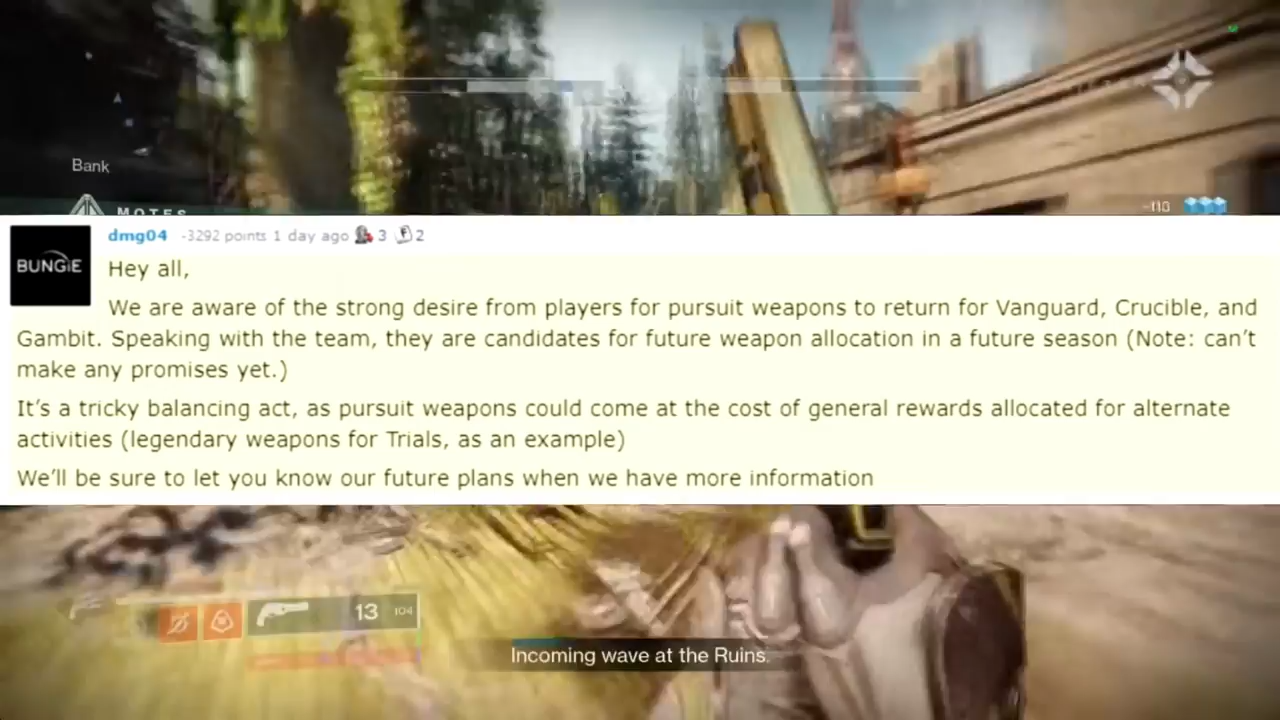 Bank
MOTES
-110
BUNGiE
dmg04 -3292 points 1 day ago 3 2
Hey all,
We are aware of the strong desire from players for pursuit weapons to return for Vanguard, Crucible, and
Gambit. Speaking with the team, they are candidates for future weapon allocation in a future season (Note: can't
make any promises yet.)
It's a tricky balancing act, as pursuit weapons could come at the cost of general rewards allocated for alternate
activities (legendary weapons for Trials, as an example)
We'll be sure to let you know our future plans when we have more information
13 104
Incoming wave at the Ruins.